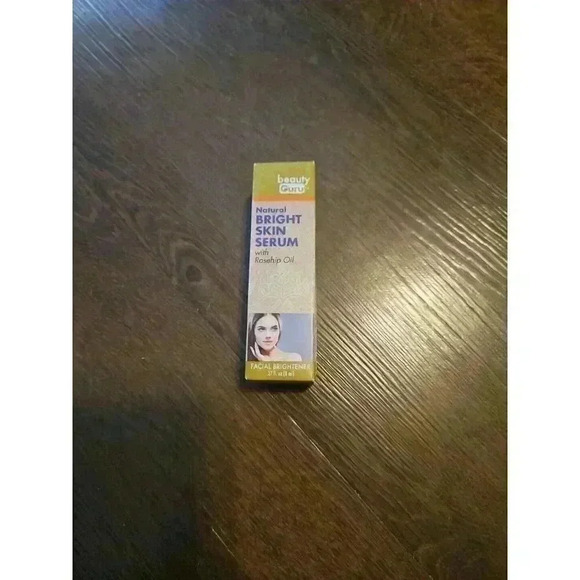 beauty
Guru
Natural
BRIGHT
SKIN
SERUM
with
Rosehip Oil
FACIAL BRIGHTENER